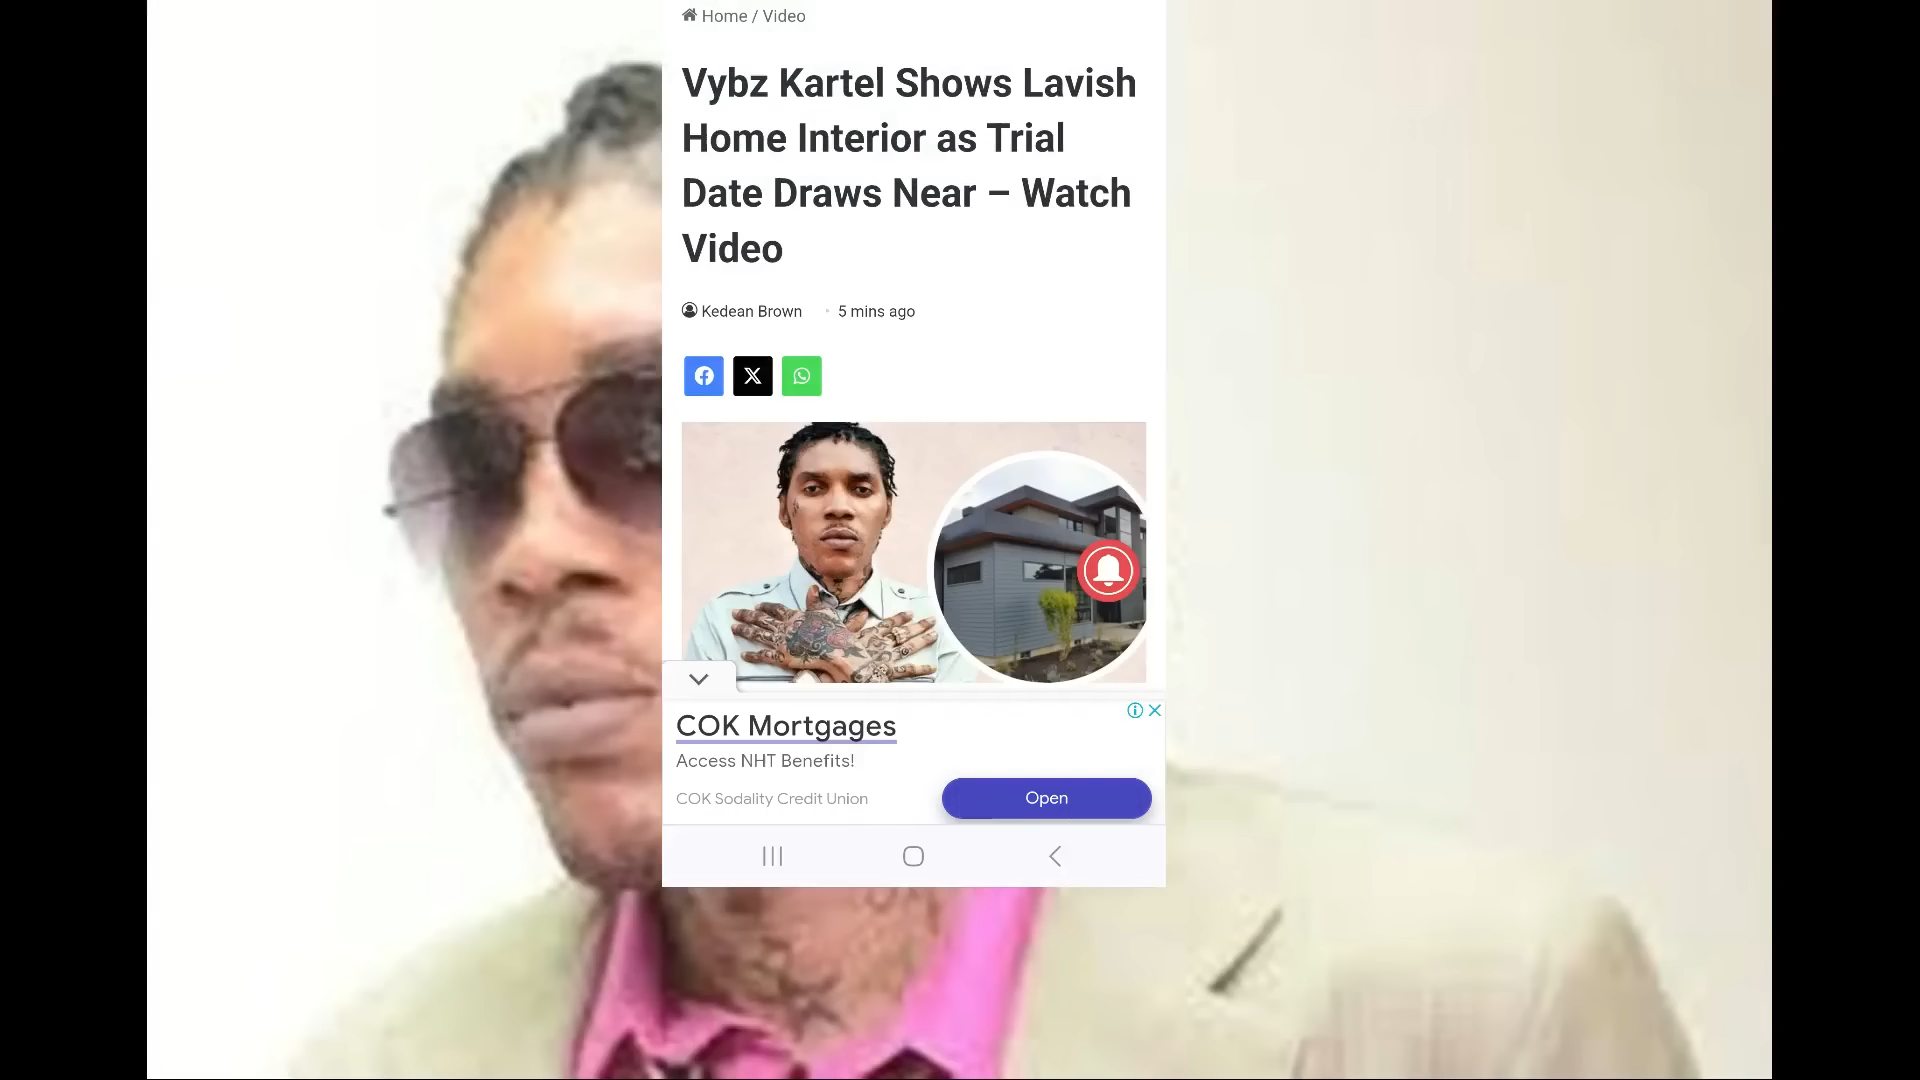 Home / Video
Vybz Kartel Shows Lavish
Home Interior as Trial
Date Draws Near – Watch
Video
Kedean Brown • 5 mins ago
COK Mortgages
Access NHT Benefits!
COK Sodality Credit Union
Open